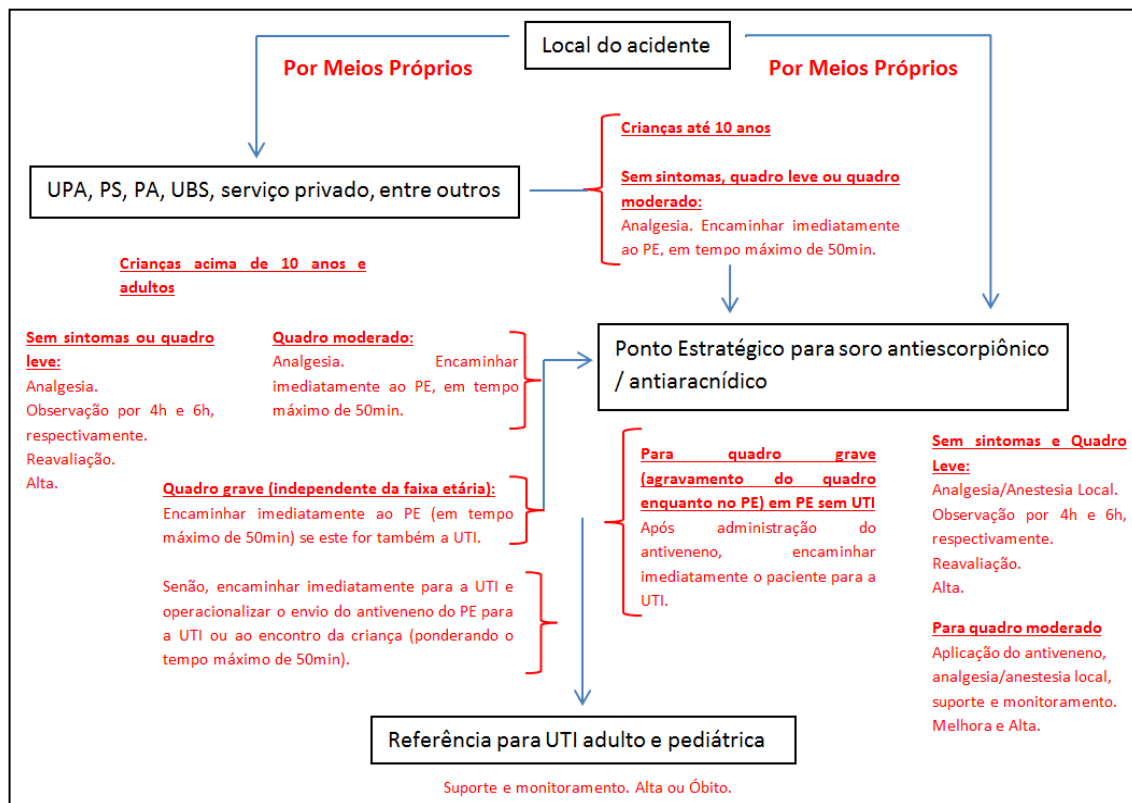 Local do acidente
Por Meios Próprios
Por Meios Próprios
Crianças até 10 anos
Sem sintomas, quadro leve ou quadro
moderado:
Analgesia. Encaminhar imediatamente
ao PE, em tempo máximo de 50min.
UPA, PS, PA, UBS, serviço privado, entre outros
Crianças acima de 10 anos e
adultos
Sem sintomas ou quadro
leve:
Analgesia.
Observação por 4h e 6h,
respectivamente.
Reavaliação.
Alta.
Quadro moderado:
Analgesia. Encaminhar
imediatamente ao PE, em tempo
máximo de 50min.
Ponto Estratégico para soro antiescorpiônico
/ antiaracnídico
Quadro grave (independente da faixa etária):
Encaminhar imediatamente ao PE (em tempo
máximo de 50min) se este for também a UTI.
Senão, encaminhar imediatamente para a UTI e
operacionalizar o envio do antiveneno do PE para
a UTI ou ao encontro da criança (ponderando o
tempo máximo de 50min).
Para quadro grave
(agravamento do quadro
enquanto no PE) em PE sem UTI
Após administração do
antiveneno, encaminhar
imediatamente o paciente para a
UTI.
Sem sintomas e Quadro
Leve:
Analgesia/Anestesia Local.
Observação por 4h e 6h,
respectivamente.
Reavaliação.
Alta.
Para quadro moderado
Aplicação do antiveneno,
analgesia/anestesia local,
suporte e monitoramento.
Melhora e Alta.
Referência para UTI adulto e pediátrica
Suporte e monitoramento. Alta ou Óbito.